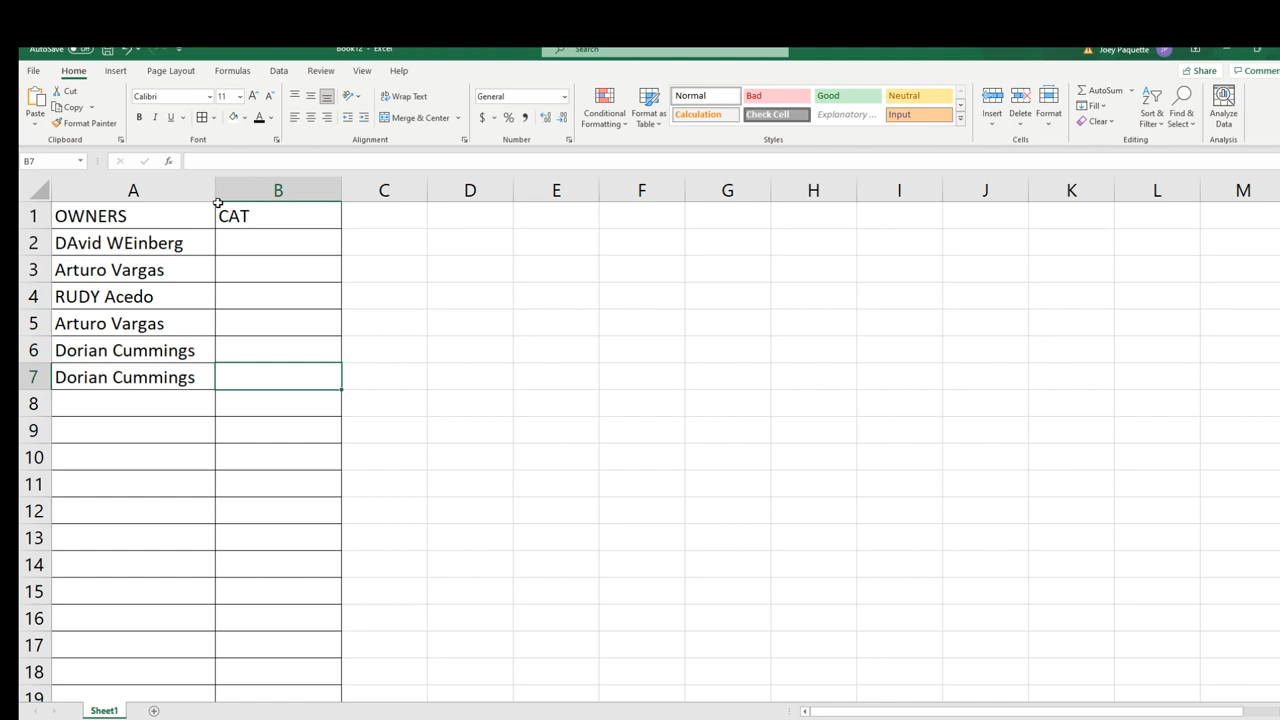 AutoSave Off Book12 - Excel Search Joey Paquette JP
File Home Insert Page Layout Formulas Data Review View Help Share Commen
Paste Cut Copy Format Painter Clipboard
Calibri 11 A A B I U A Font
Wrap Text Merge & Center Alignment
General $ % , Number
Conditional Formatting Format as Table Normal Bad Good Neutral Calculation Check Cell Explanatory ... Input Styles
Insert Delete Format Cells
AutoSum Fill Clear Sort & Filter Find & Select Editing
Analyze Data Analysis
B7 fx
A B C D E F G H I J K L M
1 OWNERS CAT
2 DAvid WEinberg
3 Arturo Vargas
4 RUDY Acedo
5 Arturo Vargas
6 Dorian Cummings
7 Dorian Cummings
8
9
10
11
12
13
14
15
16
17
18
19
Sheet1